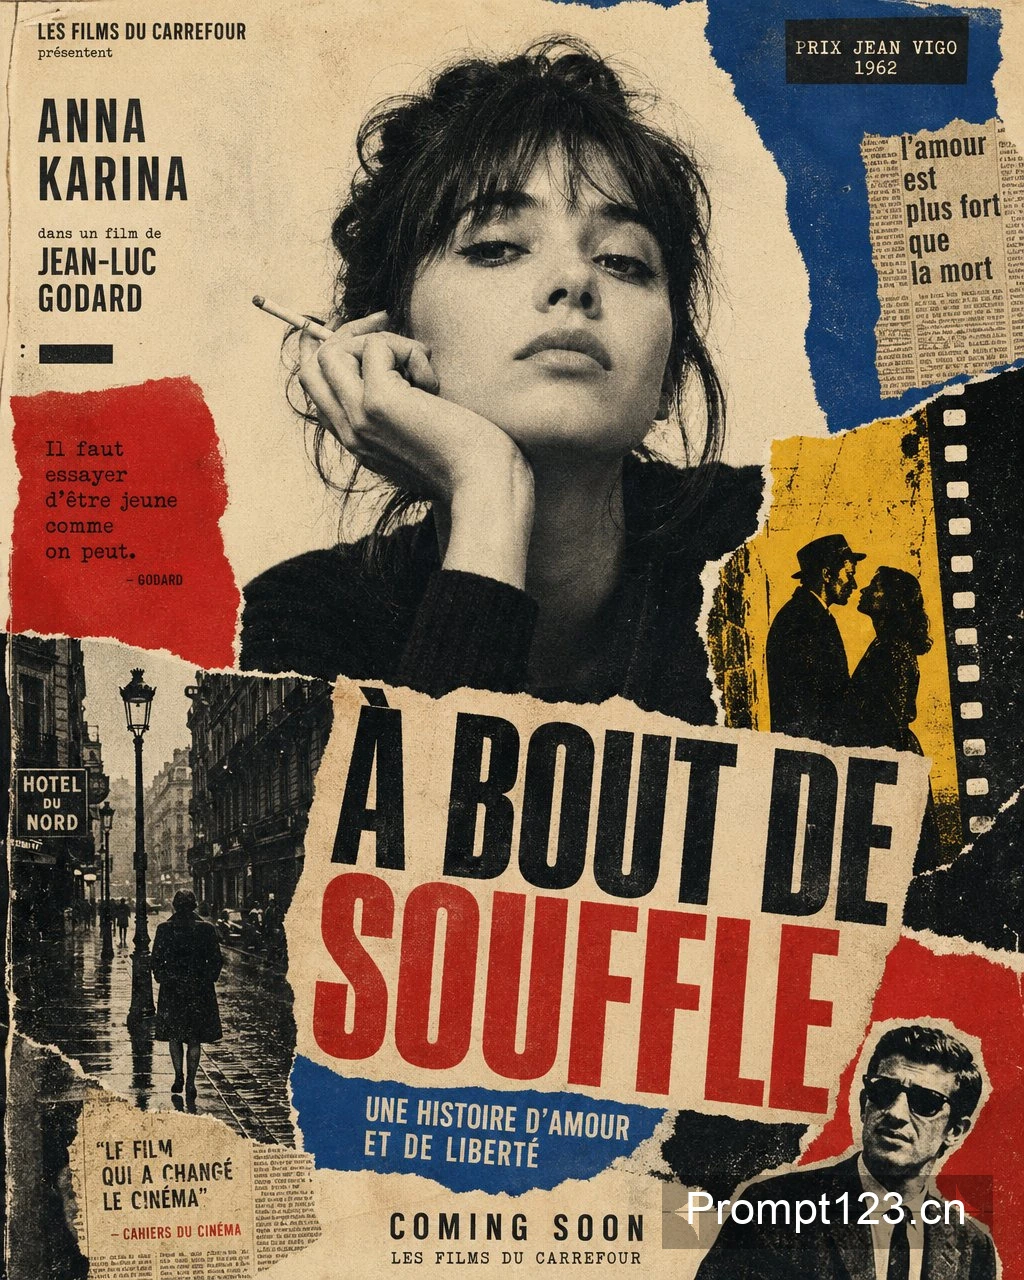 LES FILMS DU CARREFOUR
présentent
ANNA
KARINA
dans un film de
JEAN-LUC
GODARD
PRIX JEAN VIGO
1962
l'amour
est
plus fort
que
la mort
Il faut
essayer
d'être jeune
comme
on peut.
– GODARD
HOTEL
DU
NORD
À BOUT DE
SOUFFLE
UNE HISTOIRE D'AMOUR
ET DE LIBERTÉ
"LE FILM
QUI A CHANGÉ
LE CINÉMA"
– CAHIERS DU CINÉMA
COMING SOON
LES FILMS DU CARREFOUR
Prompt123.cn